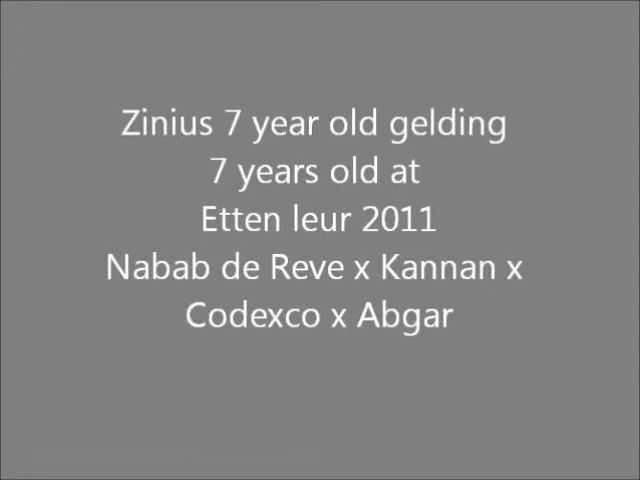 Zinius 7 year old gelding
7 years old at
Etten leur 2011
Nabab de Reve x Kannan x
Codexco x Abgar